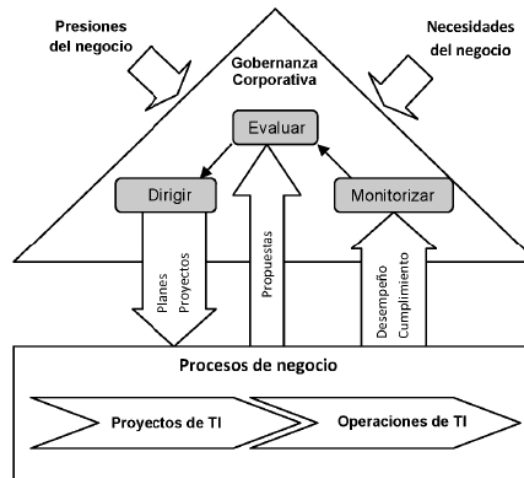 Presiones
del negocio
Necesidades
del negocio
Gobernanza
Corporativa
Evaluar
Dirigir
Monitorizar
Planes
Proyectos
Propuestas
Desempeño
Cumplimiento
Procesos de negocio
Proyectos de TI
Operaciones de TI